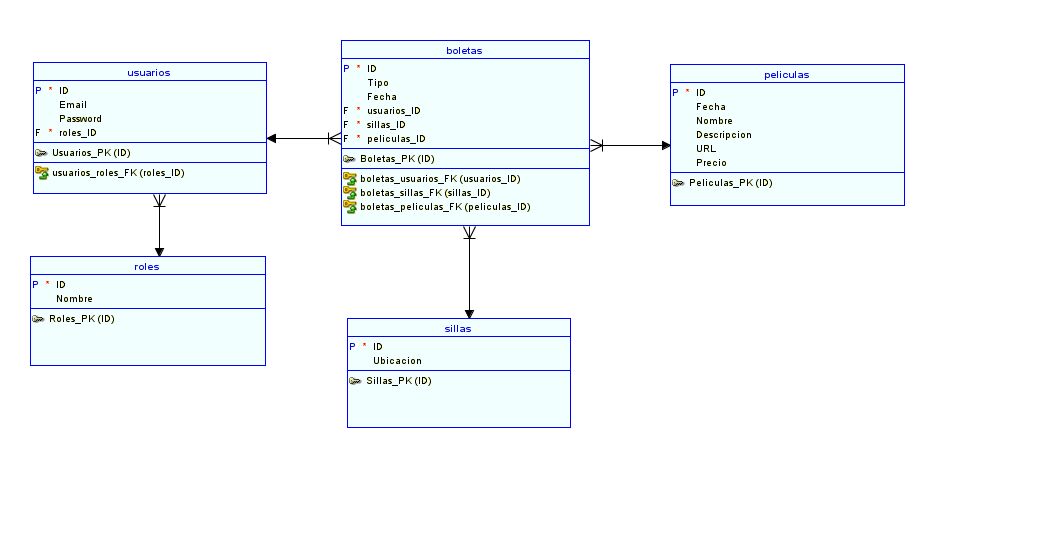 usuarios
P * ID
Email
Password
F * roles_ID
Usuarios_PK (ID)
usuarios_roles_FK (roles_ID)
boletas
P * ID
Tipo
Fecha
F * usuarios_ID
F * sillas_ID
F * peliculas_ID
Boletas_PK (ID)
boletas_usuarios_FK (usuarios_ID)
boletas_sillas_FK (sillas_ID)
boletas_peliculas_FK (peliculas_ID)
peliculas
P * ID
Fecha
Nombre
Descripcion
URL
Precio
Peliculas_PK (ID)
roles
P * ID
Nombre
Roles_PK (ID)
sillas
P * ID
Ubicacion
Sillas_PK (ID)